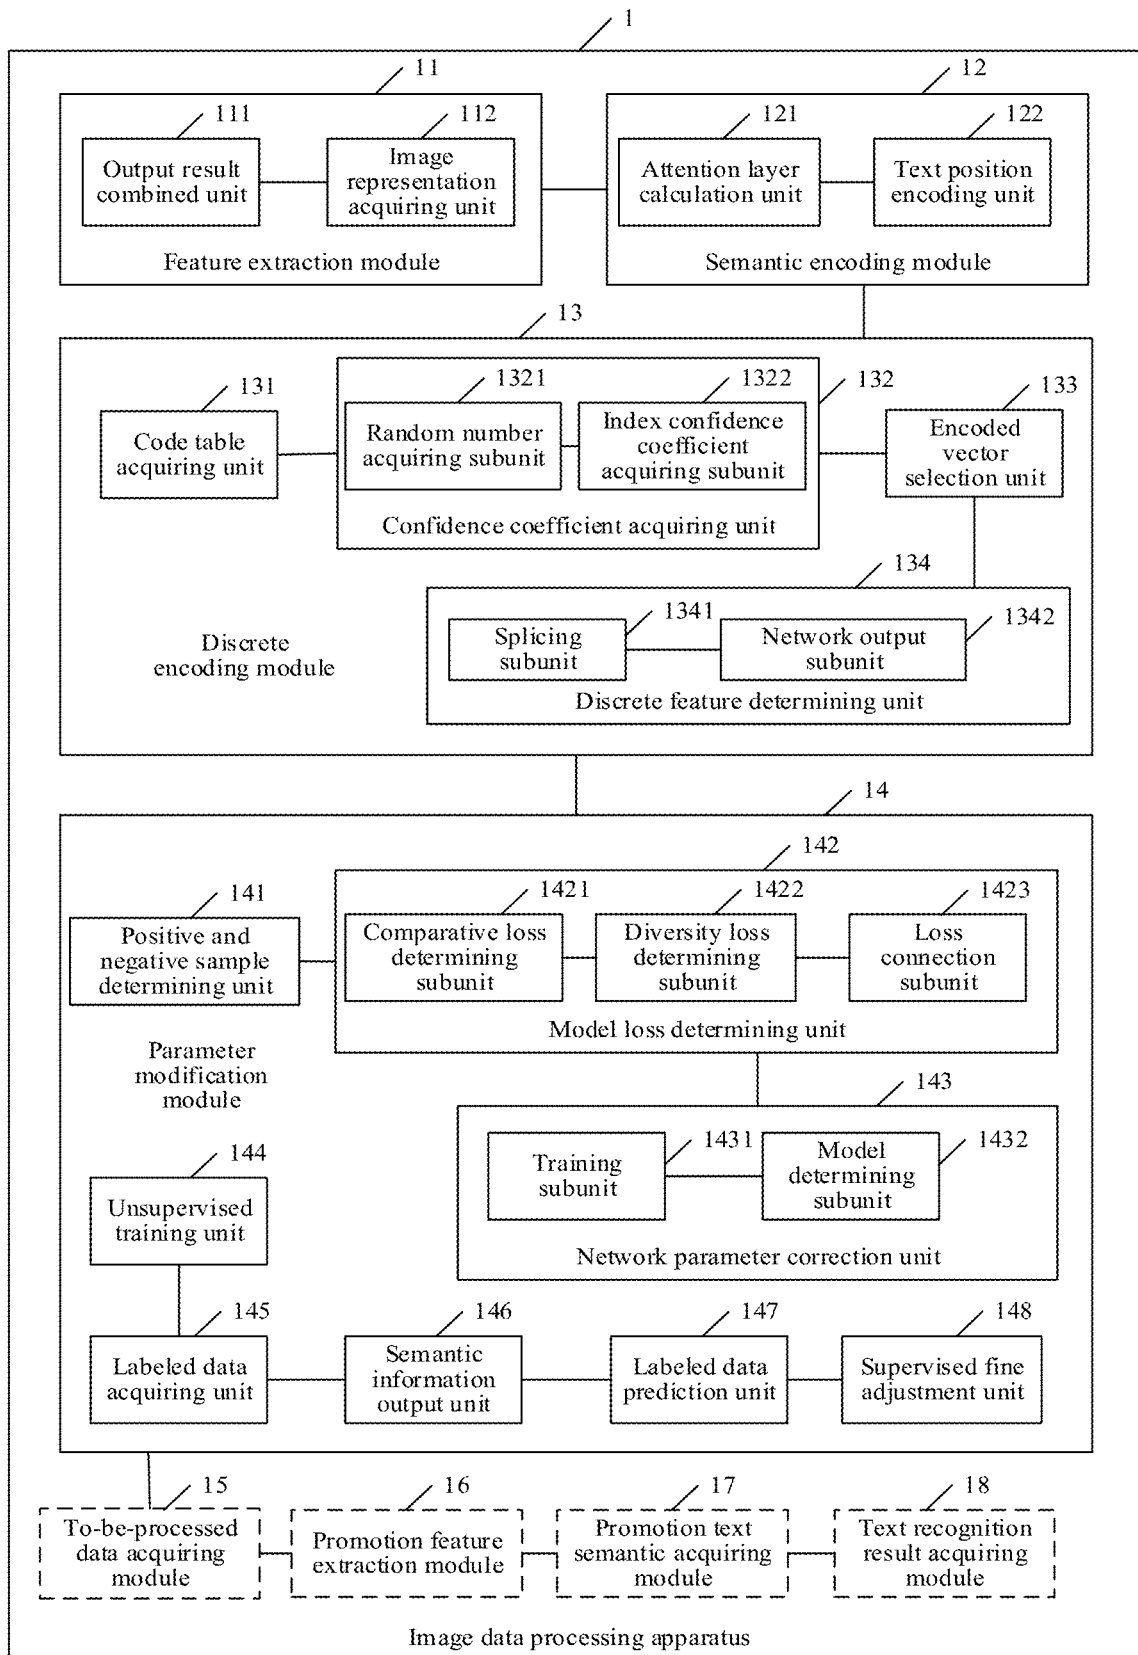 1
11
12
111
112
121
122
Output result
combined unit
Image
representation
acquiring unit
Attention layer
calculation unit
Text position
encoding unit
Feature extraction module
Semantic encoding module
13
131
1321
1322
132
133
Code table
acquiring unit
Random number
acquiring subunit
Index confidence
coefficient
acquiring subunit
Encoded
vector
selection unit
Confidence coefficient acquiring unit
134
1341
1342
Splicing
subunit
Network output
subunit
Discrete
encoding module
Discrete feature determining unit
14
142
141
1421
1422
1423
Positive and
negative sample
determining unit
Comparative loss
determining
subunit
Diversity loss
determining
subunit
Loss
connection
subunit
Model loss determining unit
Parameter
modification
module
143
1431
1432
Training
subunit
Model
determining
subunit
Network parameter correction unit
144
Unsupervised
training unit
145
146
147
148
Labeled data
acquiring unit
Semantic
information
output unit
Labeled data
prediction unit
Supervised fine
adjustment unit
15
16
17
18
To-be-processed
data acquiring
module
Promotion feature
extraction module
Promotion text
semantic acquiring
module
Text recognition
result acquiring
module
Image data processing apparatus